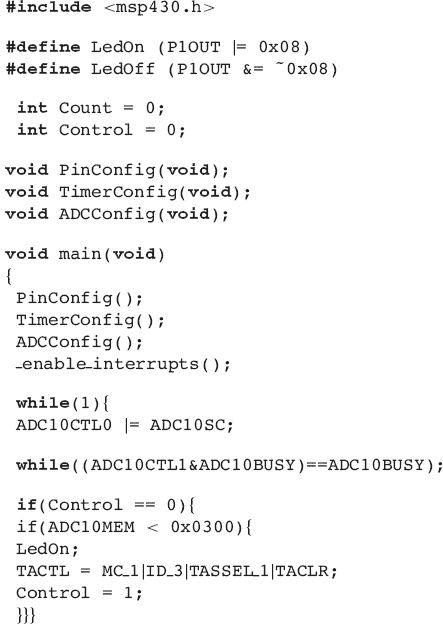 #include <msp430.h>
#define LedOn (P1OUT |= 0x08)
#define LedOff (P1OUT &= ~0x08)
int Count = 0;
int Control = 0;
void PinConfig(void);
void TimerConfig(void);
void ADCConfig(void);
void main(void)
{
PinConfig();
TimerConfig();
ADCConfig();
_enable_interrupts();
while(1){
ADC10CTL0 |= ADC10SC;
while((ADC10CTL1&ADC10BUSY)==ADC10BUSY);
if(Control == 0){
if(ADC10MEM < 0x0300){
LedOn;
TACTL = MC_1|ID_3|TASSEL_1|TACLR;
Control = 1;
}}}